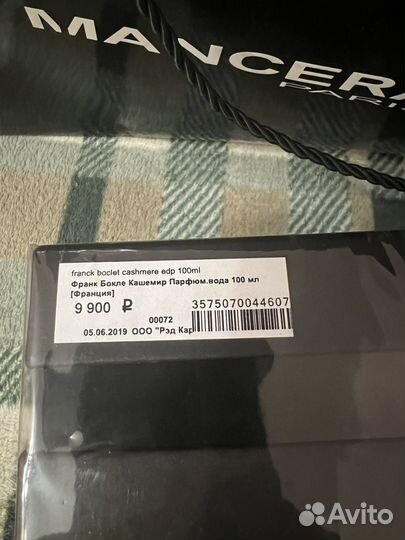 MANCERA
PARI
franck boclet cashmere edp 100ml
Франк Бокле Кашемир Парфюм.вода 100 мл
[Франция]
9 900 ₽
3575070044607
00072
05.06.2019 ООО "Рэд Кар
Avito